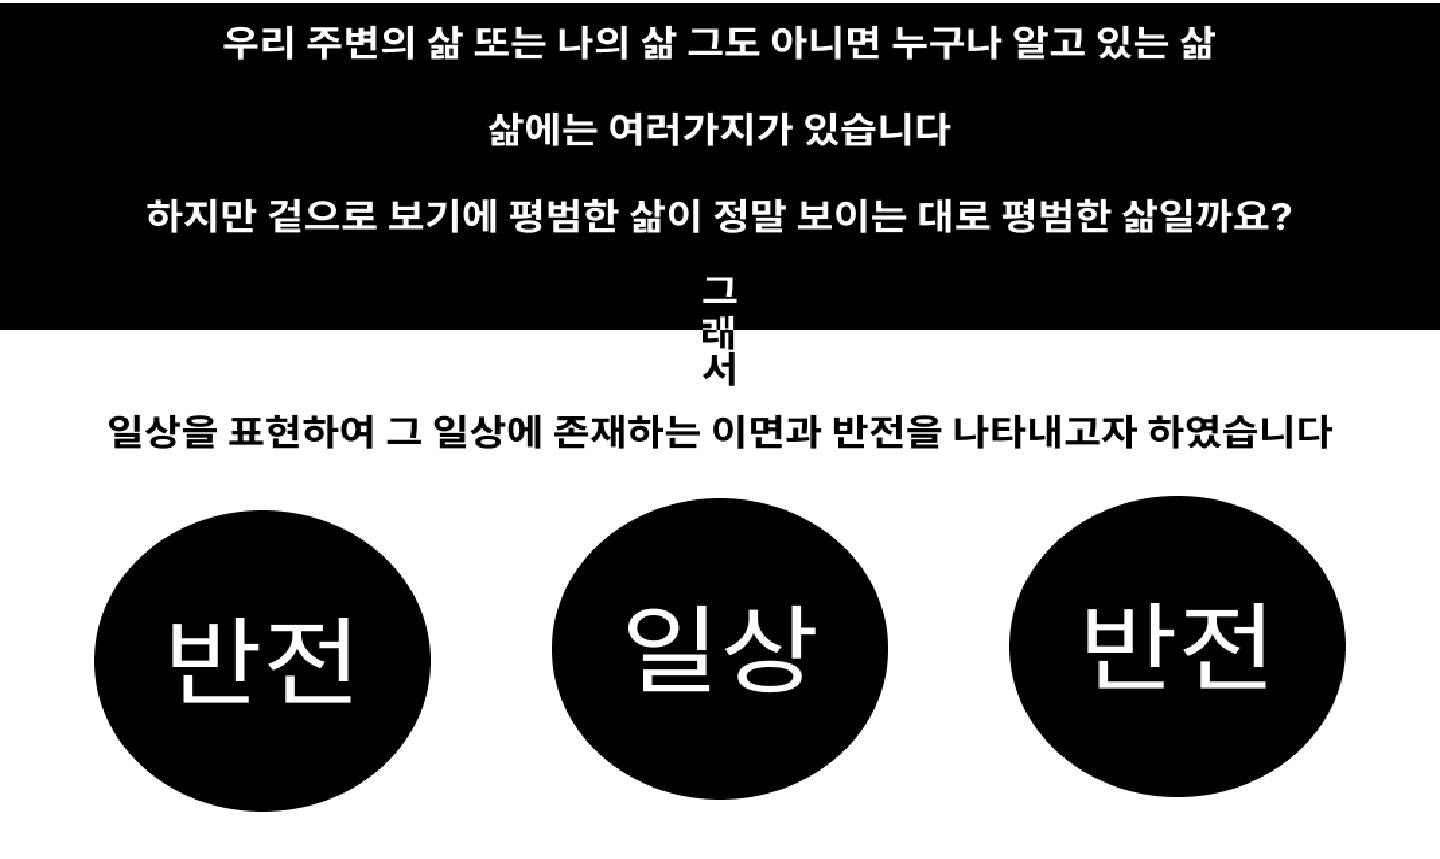 우리 주변의 삶 또는 나의 삶 그도 아니면 누구나 알고 있는 삶
삶에는 여러가지가 있습니다
하지만 겉으로 보기에 평범한 삶이 정말 보이는 대로 평범한 삶일까요?
그
래
서
일상을 표현하여 그 일상에 존재하는 이면과 반전을 나타내고자 하였습니다
반전
일상
반전